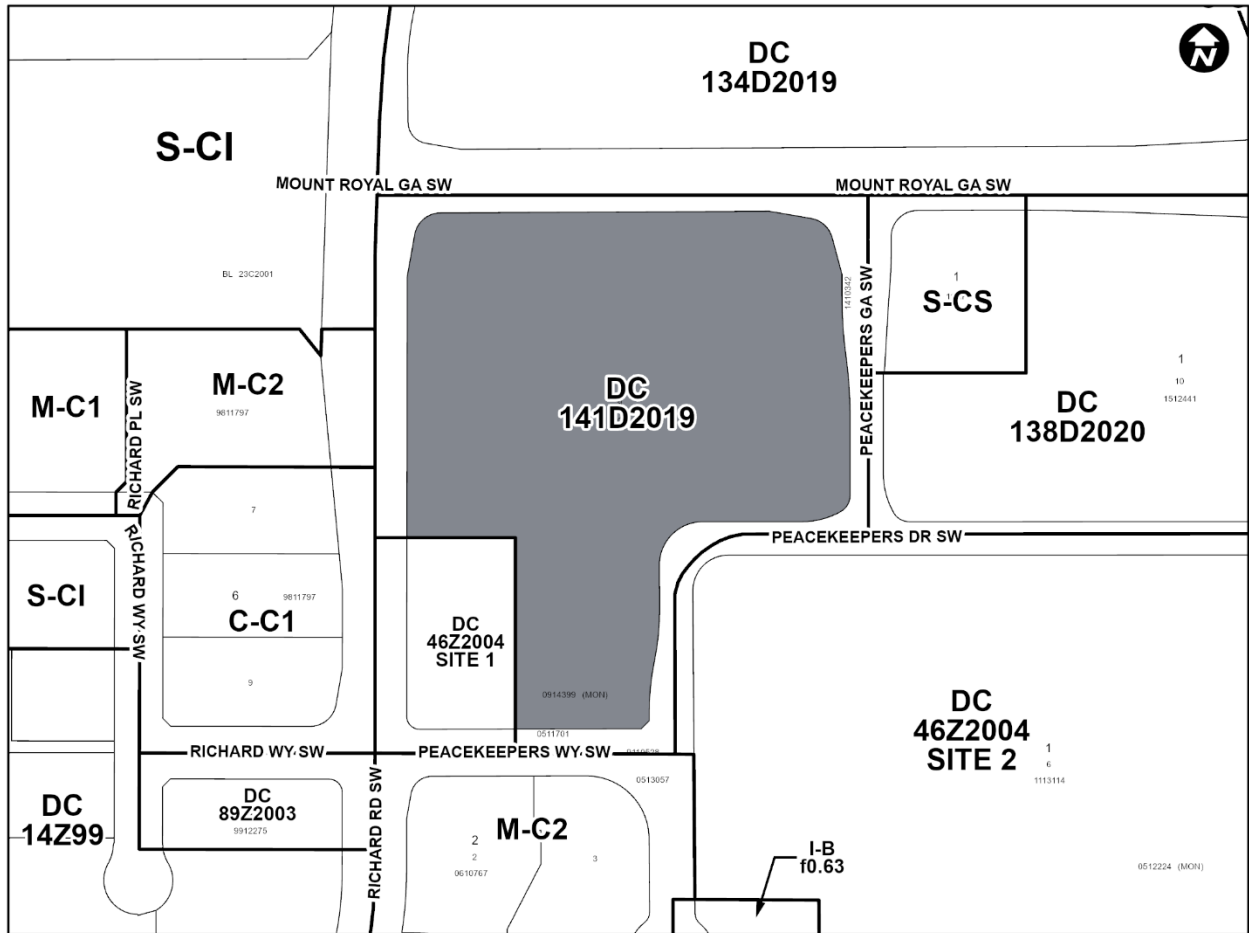 DC
134D2019
N
S-CI
MOUNT ROYAL GA SW
MOUNT ROYAL GA SW
BL 23C2001
1410342
PEACEKEEPERS GA SW
1
S-CS
M-C1
RICHARD PL SW
M-C2
9811797
DC
141D2019
1
10
1512441
DC
138D2020
7
RICHARD WY SW
PEACEKEEPERS DR SW
S-CI
6
9811797
C-C1
9
DC
46Z2004
SITE 1
0914399 (MON)
0511701
DC
46Z2004
SITE 2
1
6
1113114
RICHARD WY SW
PEACEKEEPERS WY SW
0513057
DC
14Z99
DC
89Z2003
9912275
RICHARD RD SW
2
2
0610767
M-C2
3
I-B
f0.63
0512224 (MON)